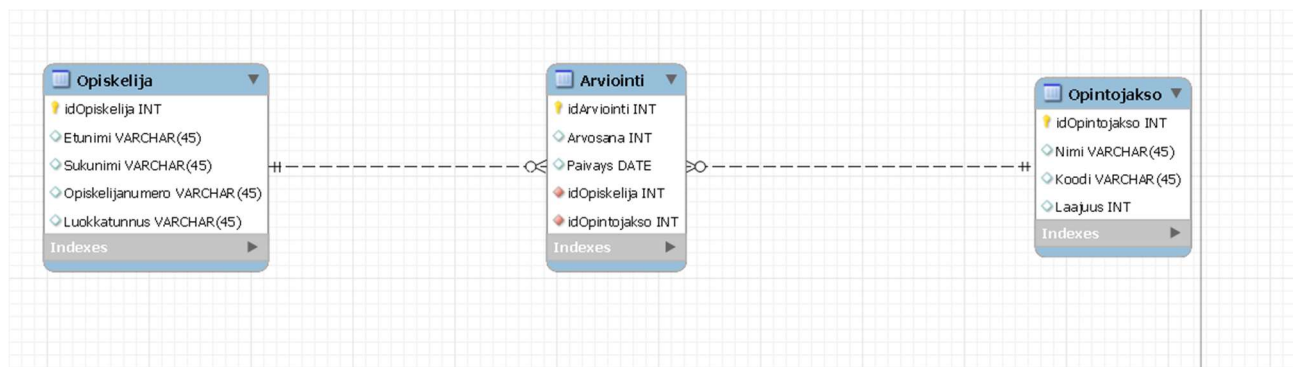 Opiskelija
idOpiskelija INT
Etunimi VARCHAR(45)
Sukunimi VARCHAR(45)
Opiskelijanumero VARCHAR(45)
Luokkatunnus VARCHAR(45)
Indexes
Arviointi
idArviointi INT
Arvosana INT
Paivays DATE
idOpiskelija INT
idOpintojakso INT
Indexes
Opintojakso
idOpintojakso INT
Nimi VARCHAR(45)
Koodi VARCHAR(45)
Laajuus INT
Indexes